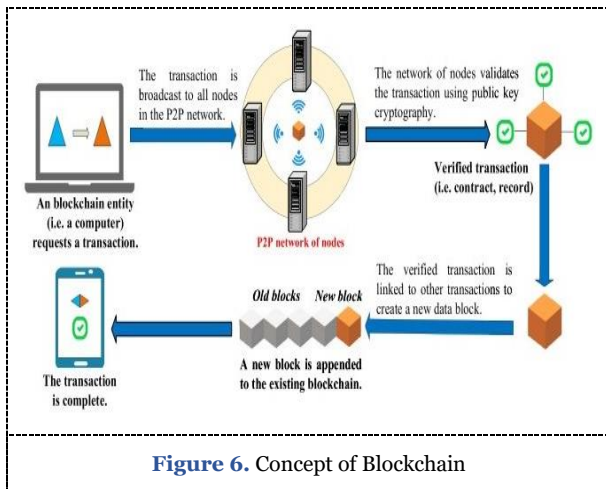 The transaction is
broadcast to all nodes
in the P2P network.
The network of nodes validates
the transaction using public key
cryptography.
An blockchain entity
(i.e. a computer)
requests a transaction.
P2P network of nodes
Verified transaction
(i.e. contract, record)
The verified transaction is
linked to other transactions to
create a new data block.
Old blocks New block
A new block is appended
to the existing blockchain.
The transaction
is complete.
Figure 6. Concept of Blockchain